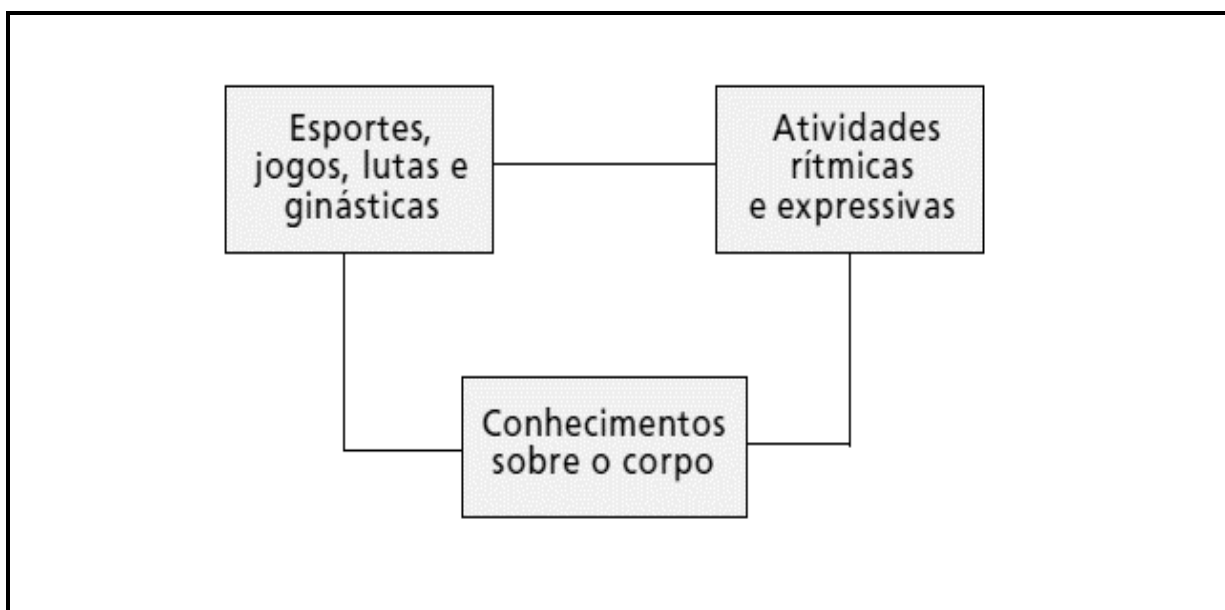 Esportes,
jogos, lutas e
ginásticas
Atividades
rítmicas
e expressivas
Conhecimentos
sobre o corpo